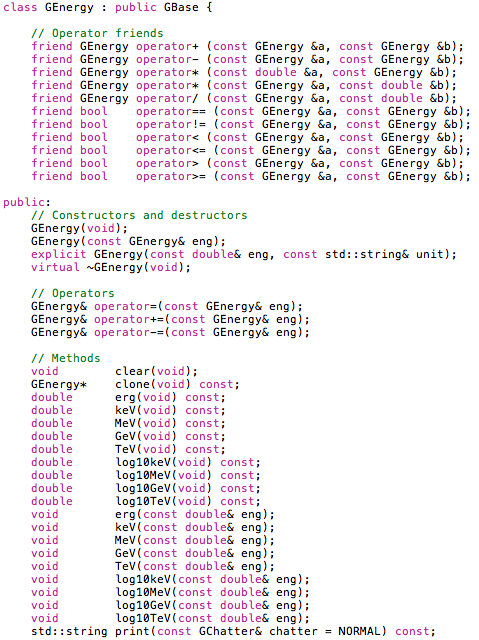 class GEnergy : public GBase {
// Operator friends
friend GEnergy operator+ (const GEnergy &a, const GEnergy &b);
friend GEnergy operator- (const GEnergy &a, const GEnergy &b);
friend GEnergy operator* (const double &a, const GEnergy &b);
friend GEnergy operator* (const GEnergy &a, const double &b);
friend GEnergy operator/ (const GEnergy &a, const double &b);
friend bool    operator== (const GEnergy &a, const GEnergy &b);
friend bool    operator!= (const GEnergy &a, const GEnergy &b);
friend bool    operator< (const GEnergy &a, const GEnergy &b);
friend bool    operator<= (const GEnergy &a, const GEnergy &b);
friend bool    operator> (const GEnergy &a, const GEnergy &b);
friend bool    operator>= (const GEnergy &a, const GEnergy &b);
public:
// Constructors and destructors
GEnergy(void);
GEnergy(const GEnergy& eng);
explicit GEnergy(const double& eng, const std::string& unit);
virtual ~GEnergy(void);
// Operators
GEnergy& operator=(const GEnergy& eng);
GEnergy& operator+=(const GEnergy& eng);
GEnergy& operator-=(const GEnergy& eng);
// Methods
void        clear(void);
GEnergy*    clone(void) const;
double      erg(void) const;
double      keV(void) const;
double      MeV(void) const;
double      GeV(void) const;
double      TeV(void) const;
double      log10keV(void) const;
double      log10MeV(void) const;
double      log10GeV(void) const;
double      log10TeV(void) const;
void        erg(const double& eng);
void        keV(const double& eng);
void        MeV(const double& eng);
void        GeV(const double& eng);
void        TeV(const double& eng);
void        log10keV(const double& eng);
void        log10MeV(const double& eng);
void        log10GeV(const double& eng);
void        log10TeV(const double& eng);
std::string print(const GChatter& chatter = NORMAL) const;